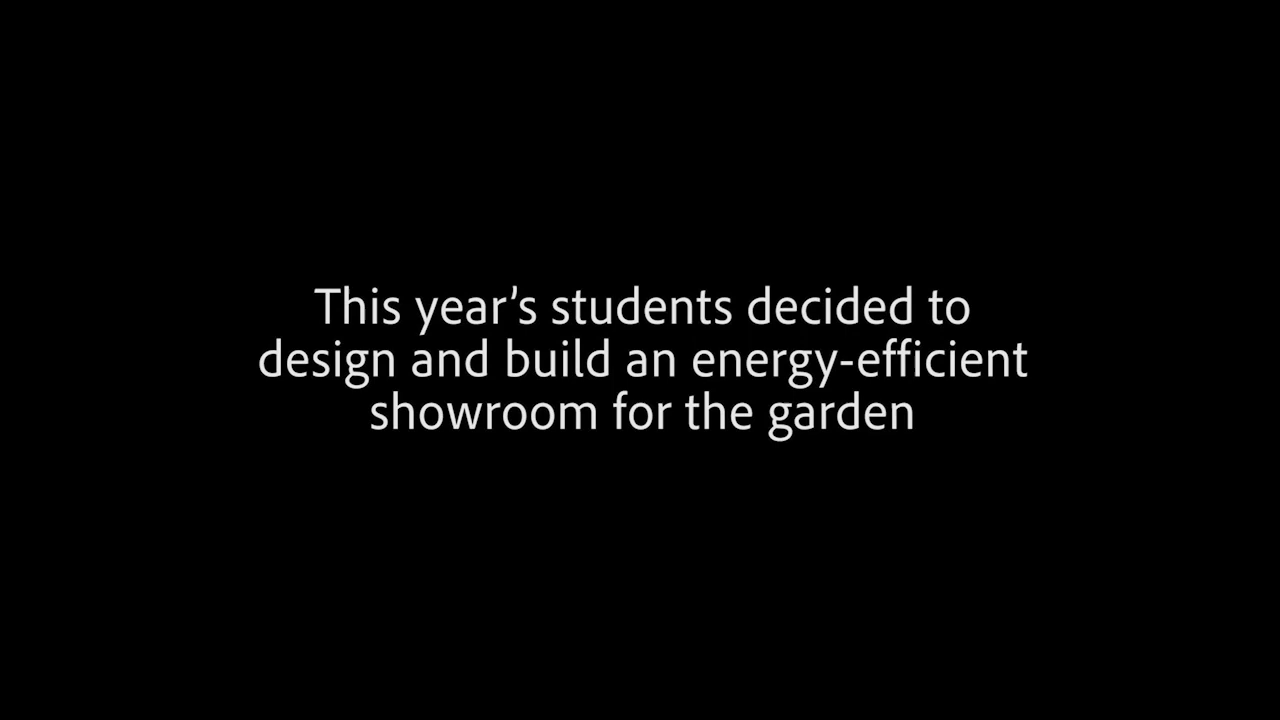 This year’s students decided to
design and build an energy-efficient
showroom for the garden